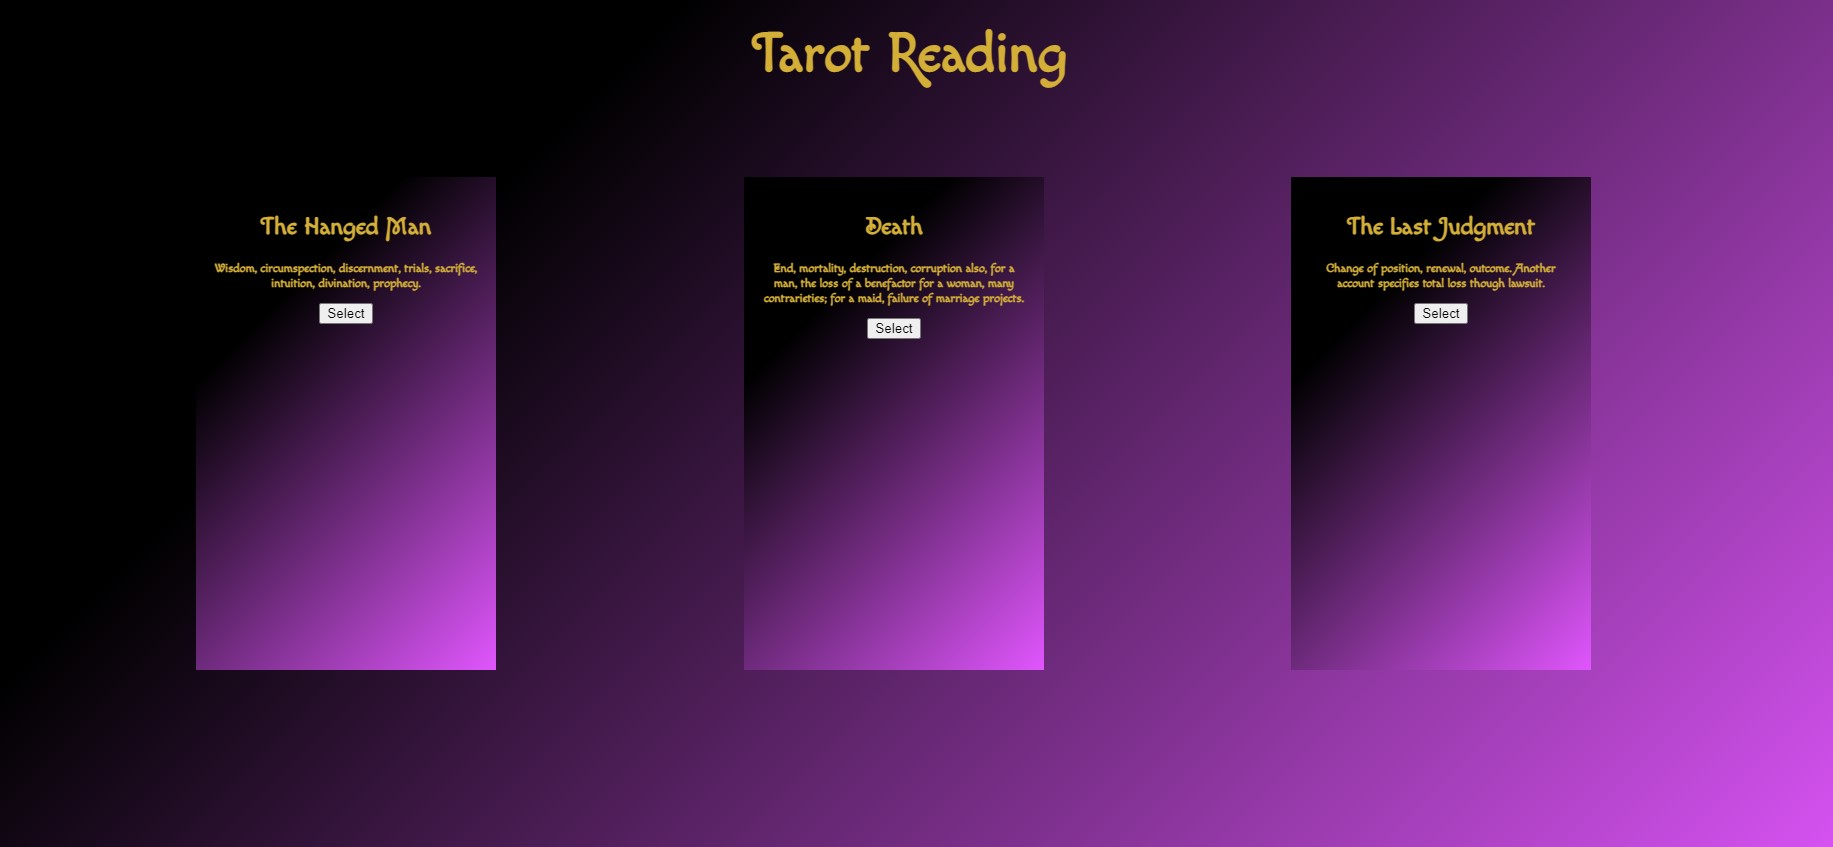 Tarot Reading
The Hanged Man
Wisdom, circumspection, discernment, trials, sacrifice,
intuition, divination, prophecy.
Select
Death
End, mortality, destruction, corruption also, for a
man, the loss of a benefactor for a woman, many
contrarieties; for a maid, failure of marriage projects.
Select
The Last Judgment
Change of position, renewal, outcome. Another
account specifies total loss though lawsuit.
Select